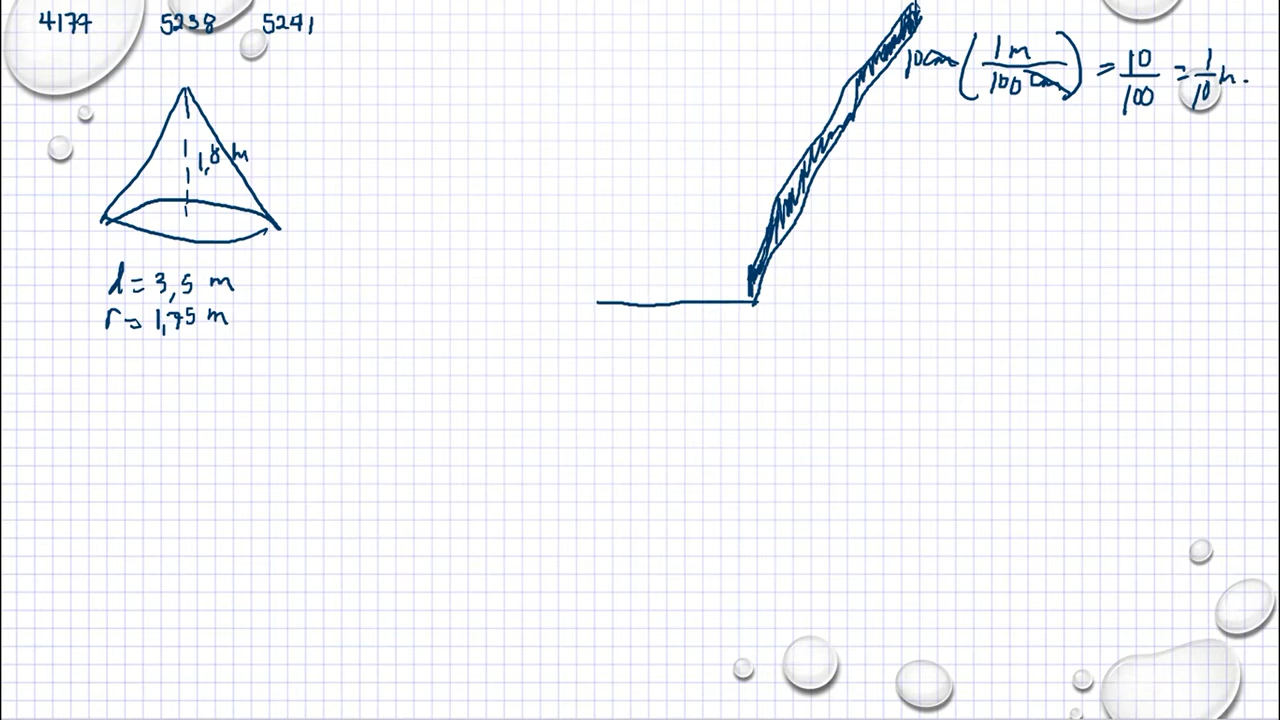 4174 5238 5241
10cm (1m/100cm) = 10/100 = 1/10 m.
1,8 m
d = 3,5 m
r = 1,75 m